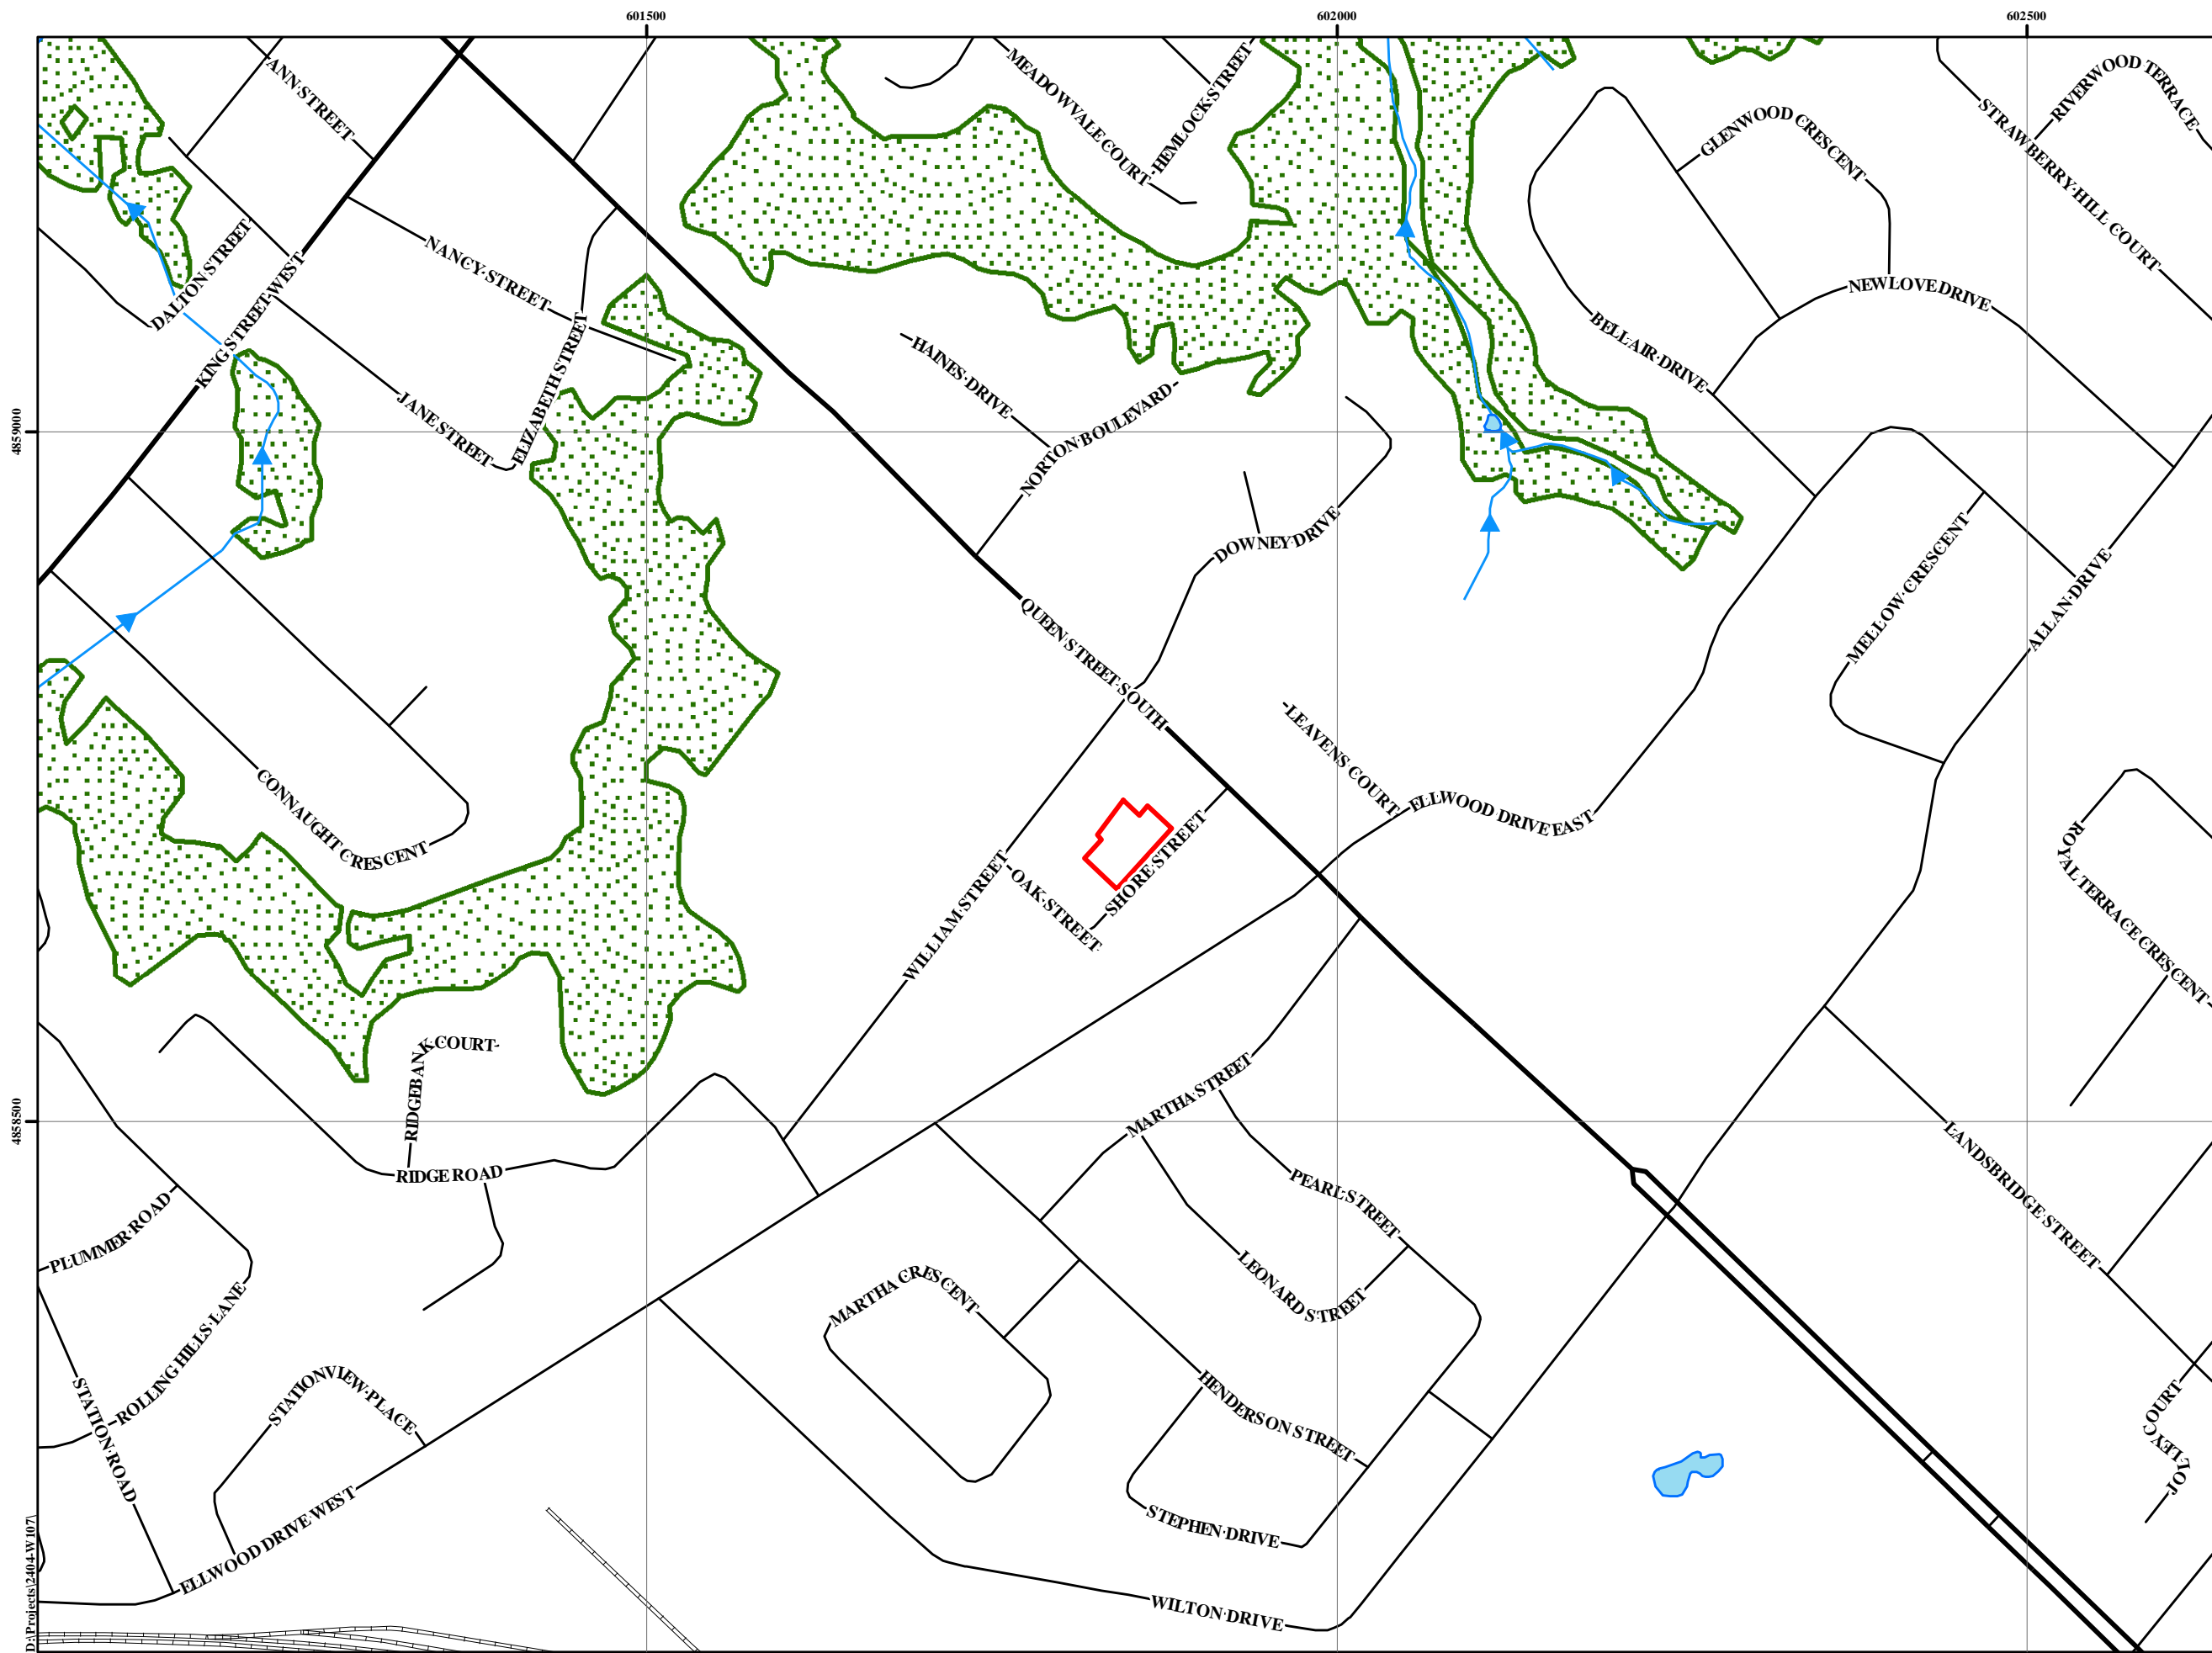 601500
602000
602500
4859000
4858500
D:\Projects\2404-W107\
ANN STREET
MEADOWVALE COURT
HEMLOCK STREET
GLENWOOD CRESCENT
RIVERWOOD TERRACE
STRAWBERRY HILL COURT
DALTON STREET
KING STREET WEST
NANCY STREET
ELIZABETH STREET
JANE STREET
HAINES DRIVE
NORTON BOULEVARD
BELLAIR DRIVE
NEWLOVE DRIVE
DOWNEY DRIVE
MELLOW CRESCENT
ALLAN DRIVE
QUEEN STREET SOUTH
LEAVENS COURT
ELLWOOD DRIVE EAST
CONNAUGHT CRESCENT
WILLIAM STREET
OAK STREET
SHORE STREET
ROYAL TERRACE CRESCENT
RIDGEBANK COURT
RIDGE ROAD
MARTHA STREET
PEARL STREET
LEONARD STREET
LANDSBRIDGE STREET
PLUMMER ROAD
ROLLING HILLS LANE
STATION ROAD
STATIONVIEW PLACE
MARTHA CRESCENT
HENDERSON STREET
JOLLEY COURT
ELLWOOD DRIVE WEST
STEPHEN DRIVE
WILTON DRIVE